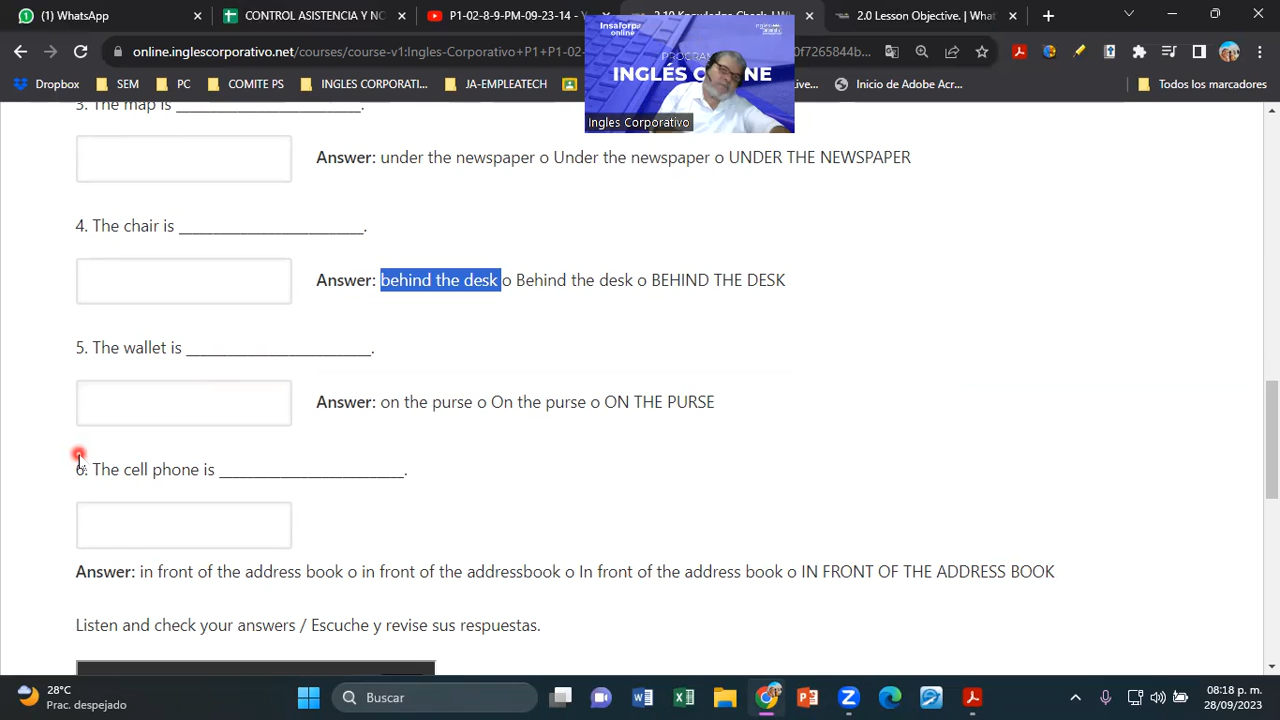 (1) WhatsApp
CONTROL ASISTENCIA Y NO
P1-02-8-9-PM-09-23-14 -
2.0 Lesson Objective. | What
online.inglescorporativo.net/courses/course-v1:Ingles-Corporativo+P1+P1-02-
0f7265844b...
Dropbox
SEM
PC
COMITE PS
INGLES CORPORATI...
JA-EMPLEATECH
Inicio de Adobe Acr...
Todos los marcadores
Insaforp
online
PROGRAM
INGLÉS
Ingles Corporativo
3. The map is ______________________.
Answer: under the newspaper o Under the newspaper o UNDER THE NEWSPAPER
4. The chair is ______________________.
Answer: behind the desk o Behind the desk o BEHIND THE DESK
5. The wallet is ______________________.
Answer: on the purse o On the purse o ON THE PURSE
6. The cell phone is ______________________.
Answer: in front of the address book o in front of the addressbook o In front of the address book o IN FRONT OF THE ADDRESS BOOK
Listen and check your answers / Escuche y revise sus respuestas.
28°C
Prac. despejado
Buscar
08:18 p. m.
28/09/2023